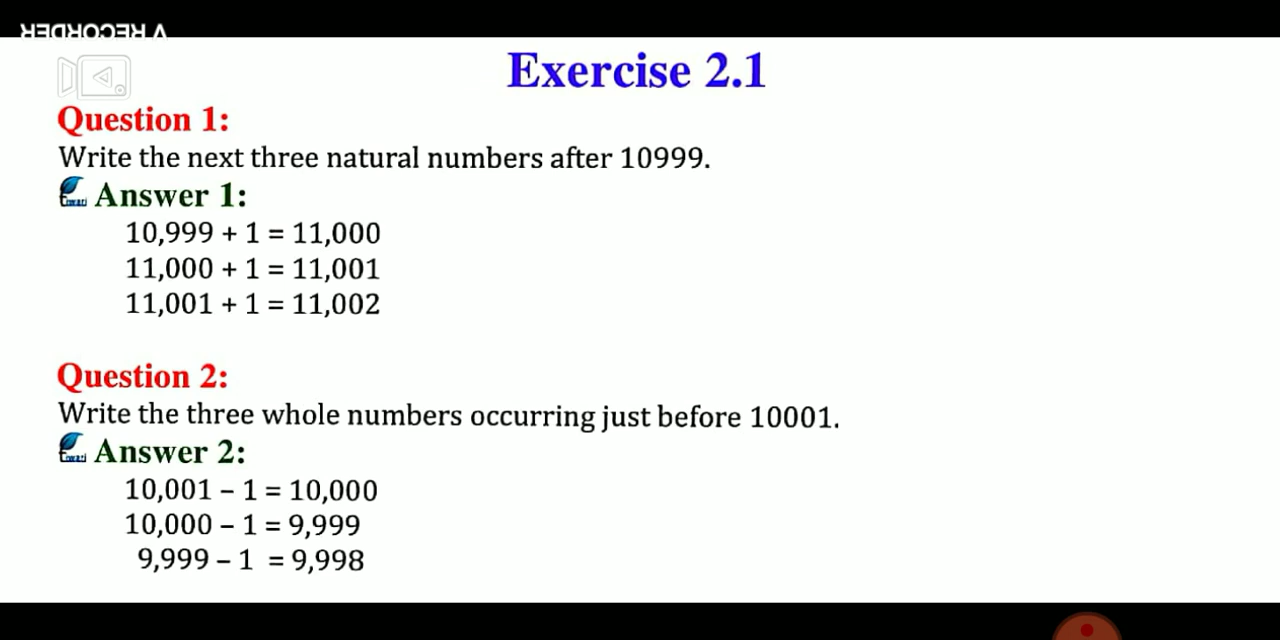 V RECORDER
Exercise 2.1
Question 1:
Write the next three natural numbers after 10999.
Answer 1:
10,999 + 1 = 11,000
11,000 + 1 = 11,001
11,001 + 1 = 11,002
Question 2:
Write the three whole numbers occurring just before 10001.
Answer 2:
10,001 – 1 = 10,000
10,000 – 1 = 9,999
9,999 – 1 = 9,998